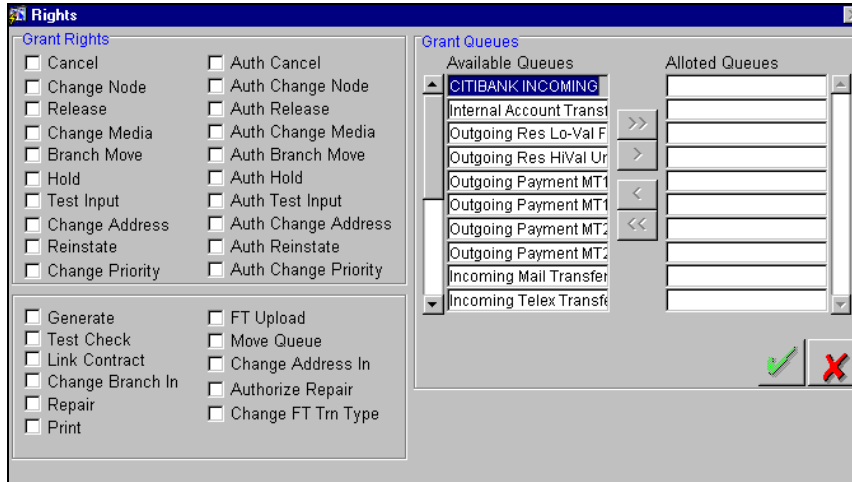 Rights
Grant Rights
Cancel
Change Node
Release
Change Media
Branch Move
Hold
Test Input
Change Address
Reinstate
Change Priority
Auth Cancel
Auth Change Node
Auth Release
Auth Change Media
Auth Branch Move
Auth Hold
Auth Test Input
Auth Change Address
Auth Reinstate
Auth Change Priority
Generate
Test Check
Link Contract
Change Branch In
Repair
Print
FT Upload
Move Queue
Change Address In
Authorize Repair
Change FT Trn Type
Grant Queues
Available Queues
CITIBANK INCOMING
Internal Account Transf
Outgoing Res Lo-Val F
Outgoing Res HiVal Ur
Outgoing Payment MT1
Outgoing Payment MT1
Outgoing Payment MT2
Outgoing Payment MT2
Incoming Mail Transfer
Incoming Telex Transfe
>>
>
<
<<
Alloted Queues